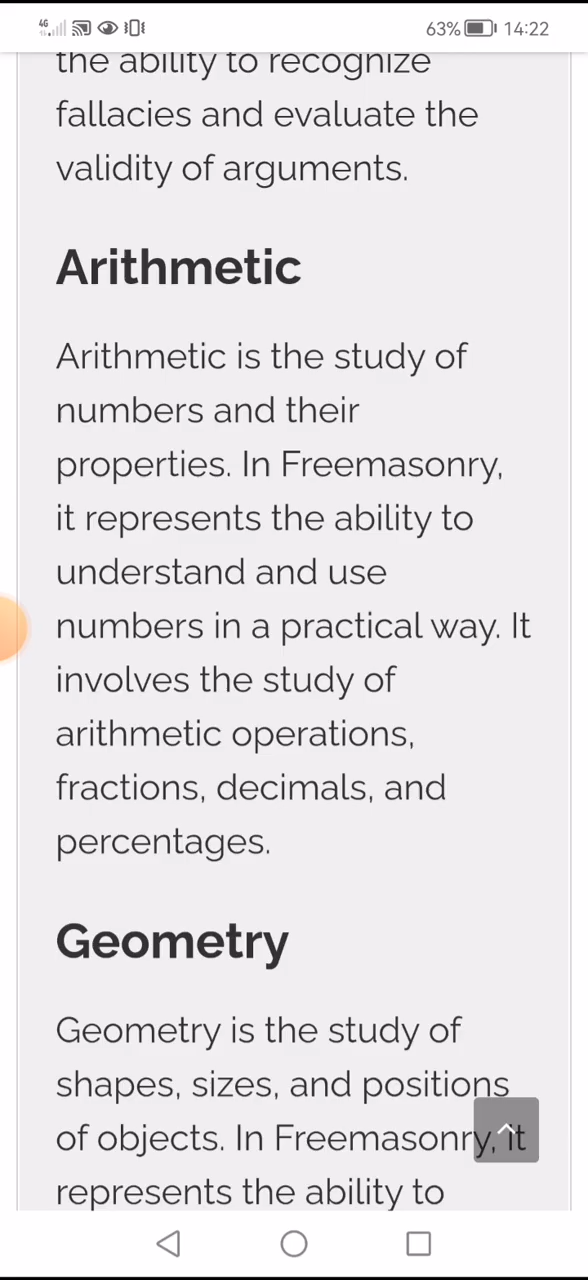 4G
63% 14:22
the ability to recognize
fallacies and evaluate the
validity of arguments.
Arithmetic
Arithmetic is the study of
numbers and their
properties. In Freemasonry,
it represents the ability to
understand and use
numbers in a practical way. It
involves the study of
arithmetic operations,
fractions, decimals, and
percentages.
Geometry
Geometry is the study of
shapes, sizes, and positions
of objects. In Freemasonry, it
represents the ability to